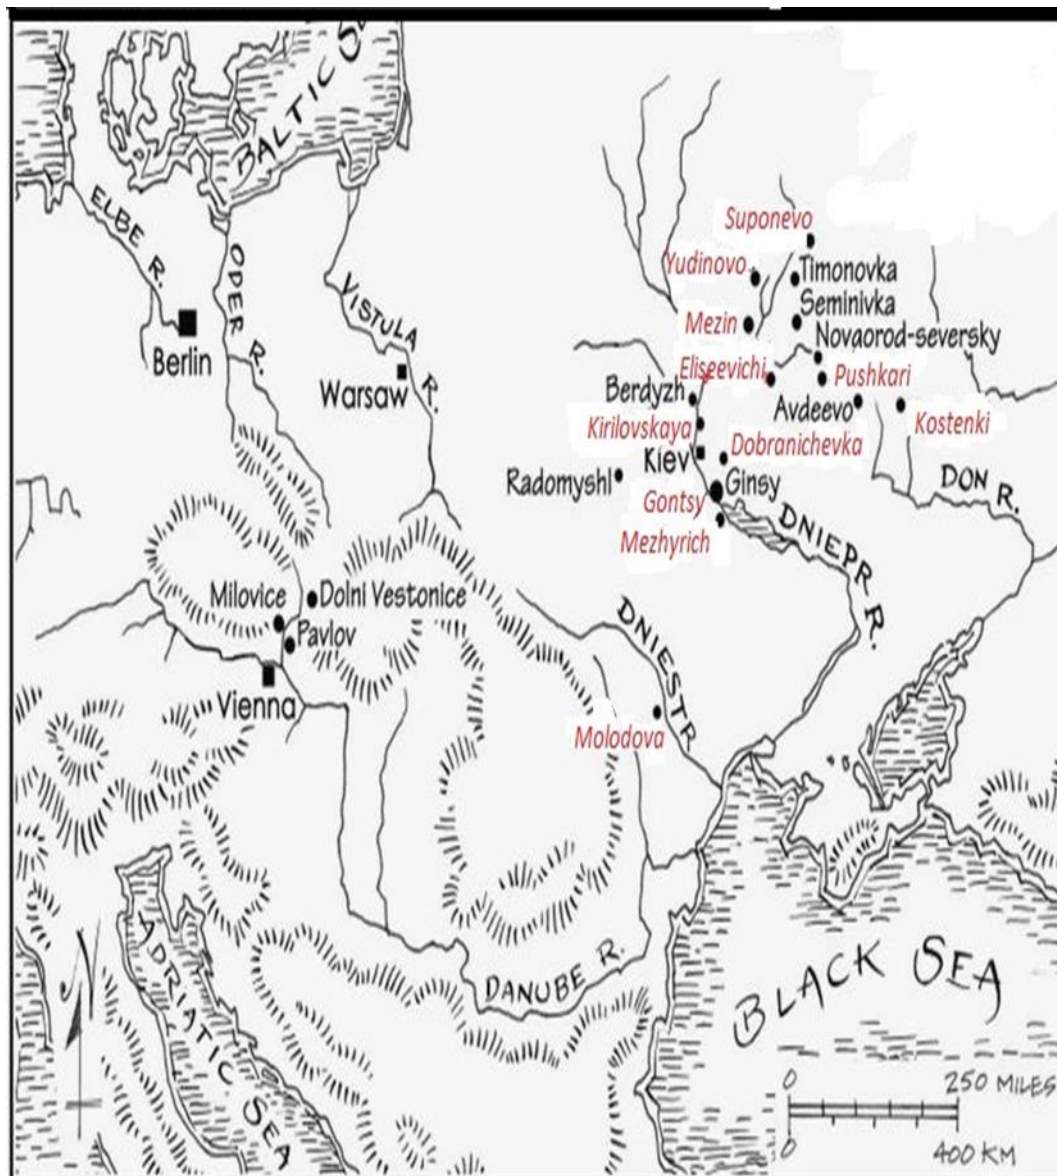 BALTIC S
ELBE R.
ODER R.
VISTULA R.
Berlin
Warsaw
Suponevo
Yudinovo
Timonovka
Seminivka
Mezin
Novaorod-seversky
Eliseevichi
Pushkari
Berdyzh
Avdeevo
Kostenki
Kirilovskaya
Dobranichevka
Kiev
Radomyshl
Ginsy
DON R.
Gontsy
Mezhyrich
DNIEPR R.
Milovice
Dolni Vestonice
Pavlov
DNIESTR.
Vienna
Molodova
N
ADRIATIC SEA
DANUBE R.
BLACK SEA
0 250 MILES
0 400 KM